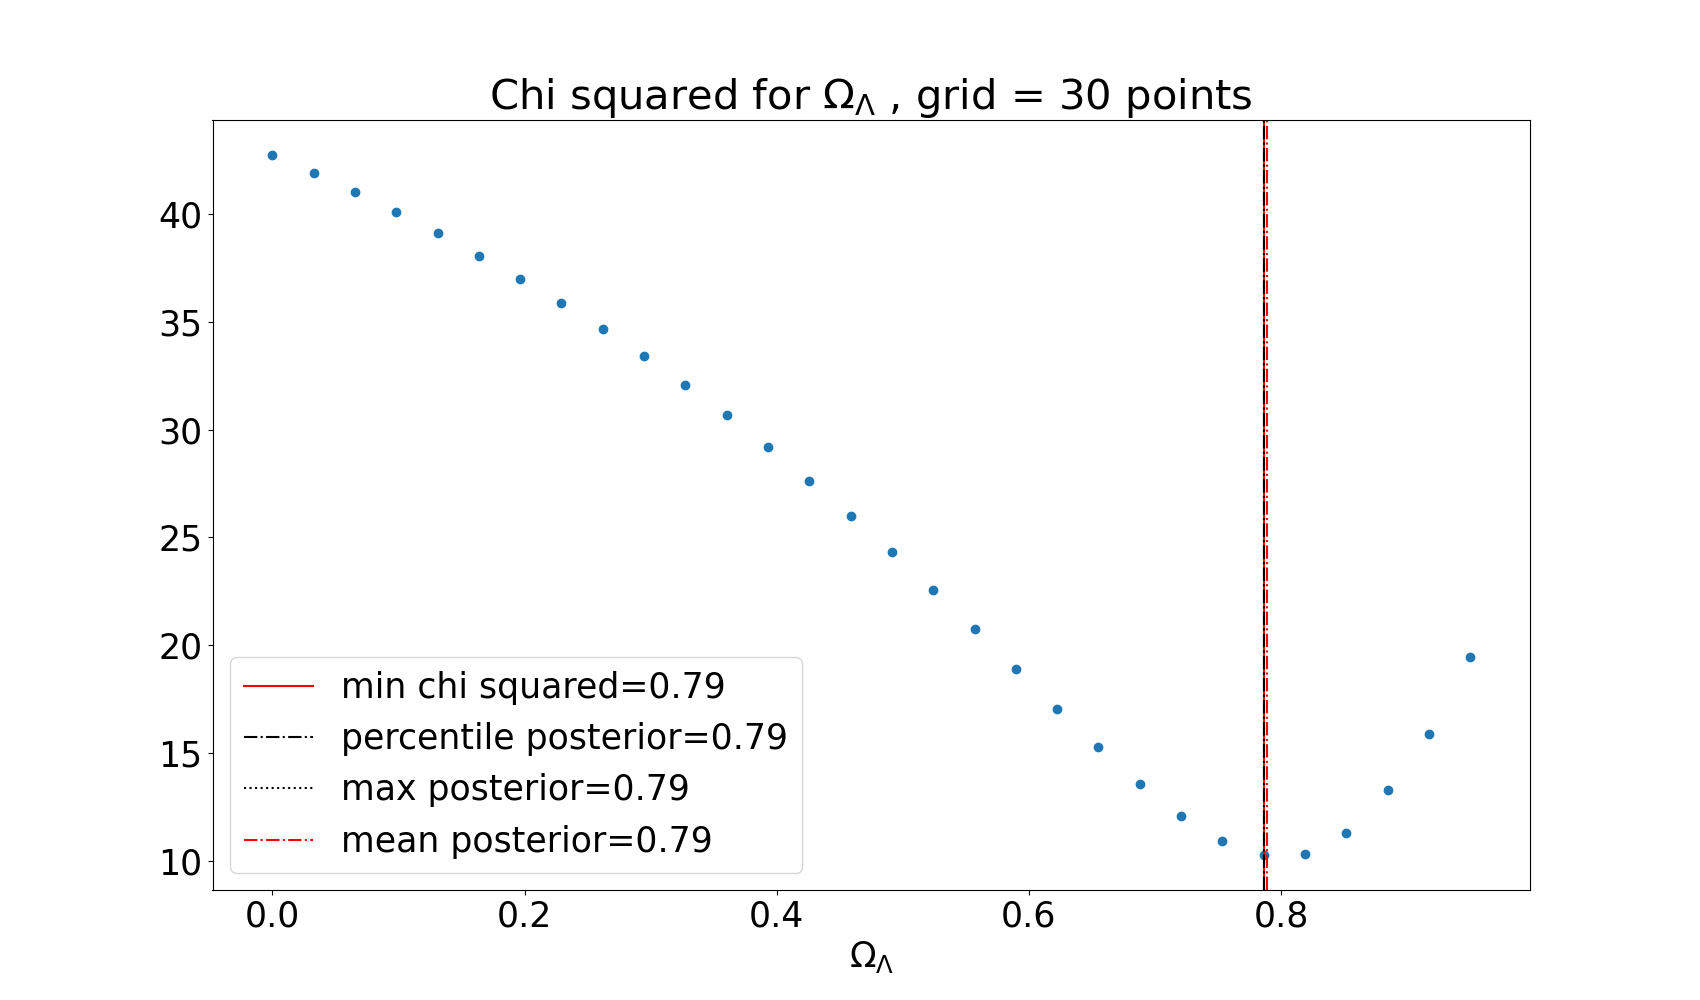 Chi squared for Ω_Λ , grid = 30 points
40
35
30
25
20
15
10
min chi squared=0.79
percentile posterior=0.79
max posterior=0.79
mean posterior=0.79
0.0 0.2 0.4 0.6 0.8
Ω_Λ